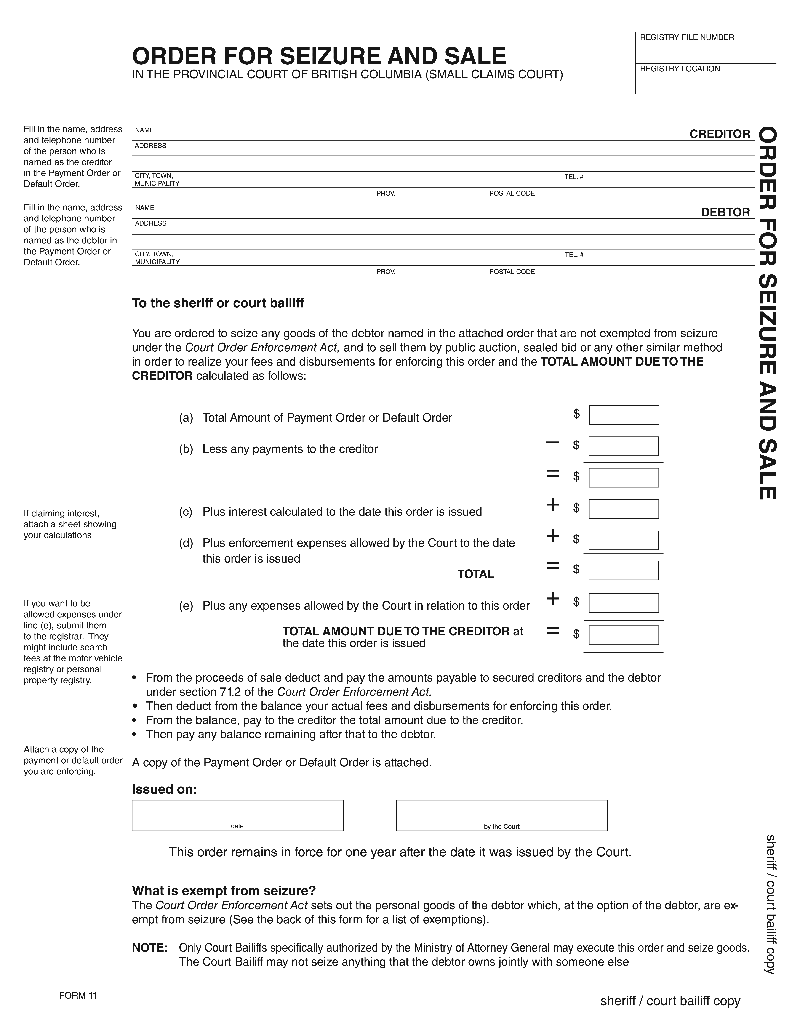 REGISTRY FILE NUMBER
ORDER FOR SEIZURE AND SALE
IN THE PROVINCIAL COURT OF BRITISH COLUMBIA (SMALL CLAIMS COURT)
REGISTRY LOCATION
Fill in the name, address
and telephone number
of the person who is
named as the creditor
in the Payment Order or
Default Order.
NAME
CREDITOR
ADDRESS
CITY, TOWN,
MUNICIPALITY
TEL. #
PROV.
POSTAL CODE
Fill in the name, address
and telephone number
of the person who is
named as the debtor in
the Payment Order or
Default Order.
NAME
DEBTOR
ADDRESS
CITY, TOWN,
MUNICIPALITY
TEL. #
PROV.
POSTAL CODE
ORDER FOR SEIZURE AND SALE
To the sheriff or court bailiff
You are ordered to seize any goods of the debtor named in the attached order that are not exempted from seizure
under the Court Order Enforcement Act, and to sell them by public auction, sealed bid or any other similar method
in order to realize your fees and disbursements for enforcing this order and the TOTAL AMOUNT DUE TO THE
CREDITOR calculated as follows:
(a) Total Amount of Payment Order or Default Order $
(b) Less any payments to the creditor – $
= $
If claiming interest,
attach a sheet showing
your calculations
(c) Plus interest calculated to the date this order is issued + $
(d) Plus enforcement expenses allowed by the Court to the date + $
this order is issued
TOTAL = $
If you want to be
allowed expenses under
line (e), submit them
to the registrar. They
might include search
fees at the motor vehicle
registry or personal
property registry.
(e) Plus any expenses allowed by the Court in relation to this order + $
TOTAL AMOUNT DUE TO THE CREDITOR at = $
the date this order is issued
• From the proceeds of sale deduct and pay the amounts payable to secured creditors and the debtor
under section 71.2 of the Court Order Enforcement Act.
• Then deduct from the balance your actual fees and disbursements for enforcing this order.
• From the balance, pay to the creditor the total amount due to the creditor.
• Then pay any balance remaining after that to the debtor.
Attach a copy of the
payment or default order
you are enforcing.
A copy of the Payment Order or Default Order is attached.
Issued on:
DATE
by the Court
This order remains in force for one year after the date it was issued by the Court.
What is exempt from seizure?
The Court Order Enforcement Act sets out the personal goods of the debtor which, at the option of the debtor, are ex-
empt from seizure (See the back of this form for a list of exemptions).
NOTE: Only Court Bailiffs specifically authorized by the Ministry of Attorney General may execute this order and seize goods.
The Court Bailiff may not seize anything that the debtor owns jointly with someone else
sheriff / court bailiff copy
FORM 11
sheriff / court bailiff copy